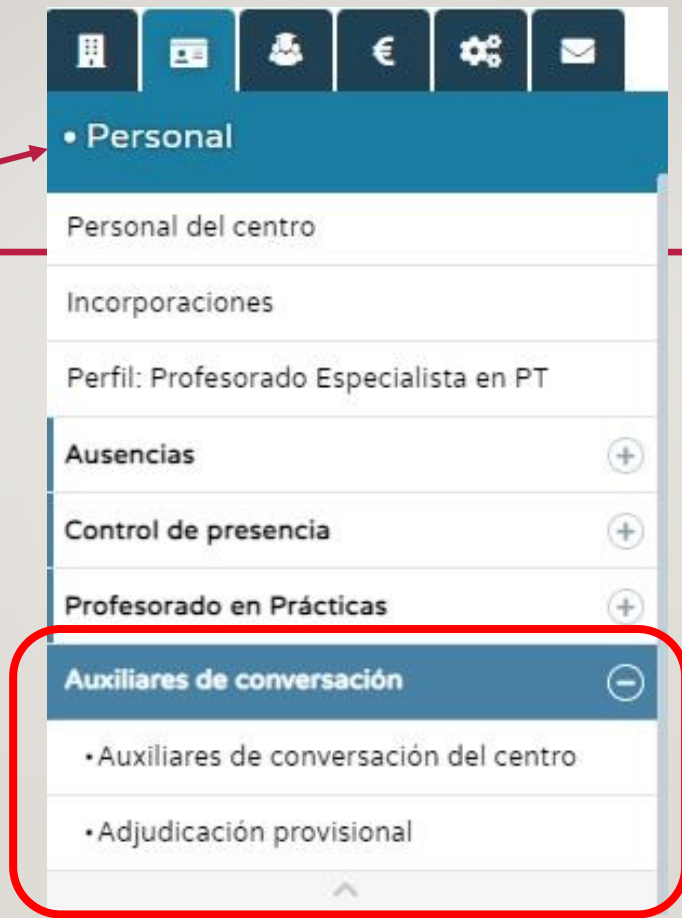 €
• Personal
Personal del centro
Incorporaciones
Perfil: Profesorado Especialista en PT
Ausencias
Control de presencia
Profesorado en Prácticas
Auxiliares de conversación
•Auxiliares de conversación del centro
•Adjudicación provisional